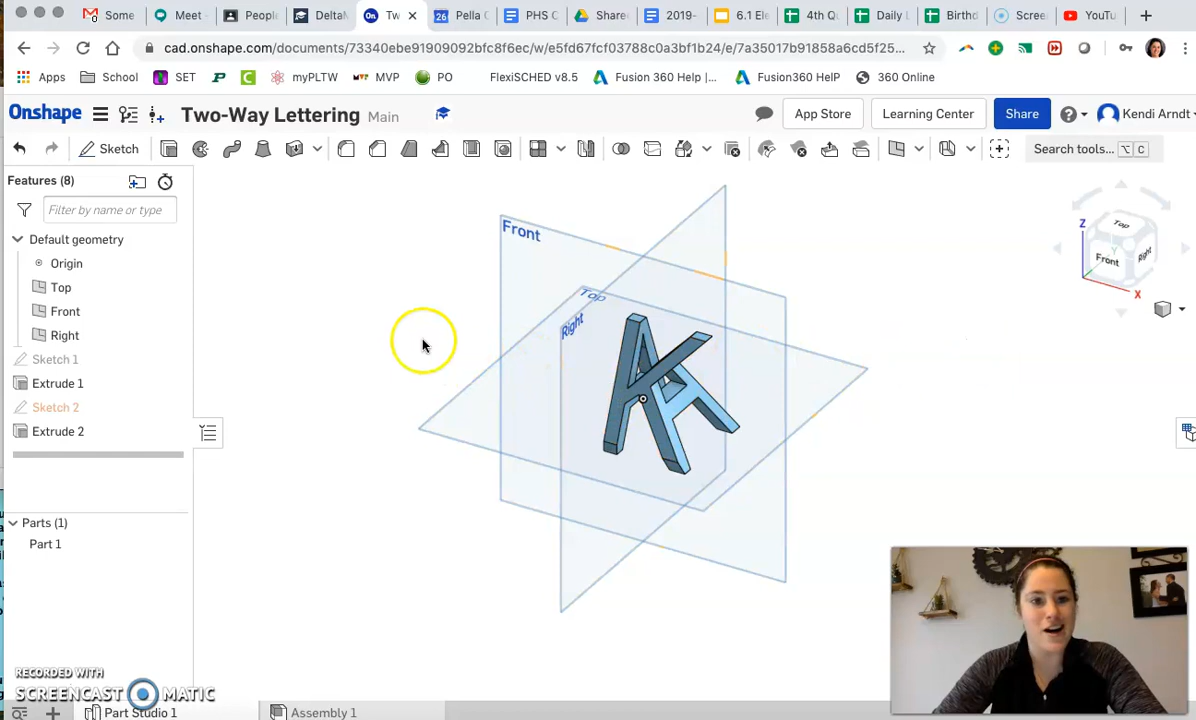 Some
Meet -
People
DeltaM
Tw
Pella C
PHS C
Share
2019-
6.1 Ele
4th Qu
Daily L
Birthd
Scree
YouTu
cad.onshape.com/documents/73340ebe91909092bfc8f6ec/w/e5fd67fcf03788c0a3bf1b24/e/7a35017b91858a6cd5f25...
Apps
School
SET
myPLTW
MVP
PO
FlexiSCHED v8.5
Fusion 360 Help |...
Fusion360 HelP
360 Online
Onshape
Two-Way Lettering
Main
App Store
Learning Center
Share
Kendi Arndt
Sketch
Search tools... ⌥ C
Features (8)
Filter by name or type
Default geometry
Origin
Top
Front
Right
Sketch 1
Extrude 1
Sketch 2
Extrude 2
Parts (1)
Part 1
Front
Top
Right
Z
Top
Y
Front
Right
X
RECORDED WITH
SCREENCAST MATIC
Part Studio 1
Assembly 1